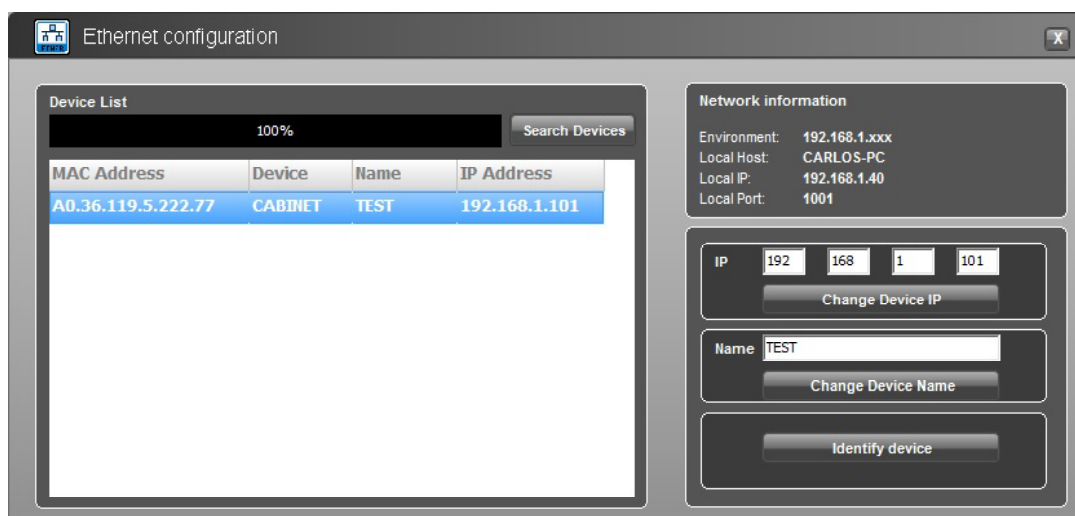 Ethernet configuration
X
Device List
100%
Search Devices
MAC Address Device Name IP Address
A0.36.119.5.222.77 CABINET TEST 192.168.1.101
Network information
Environment: 192.168.1.xxx
Local Host: CARLOS-PC
Local IP: 192.168.1.40
Local Port: 1001
IP 192 168 1 101
Change Device IP
Name TEST
Change Device Name
Identify device